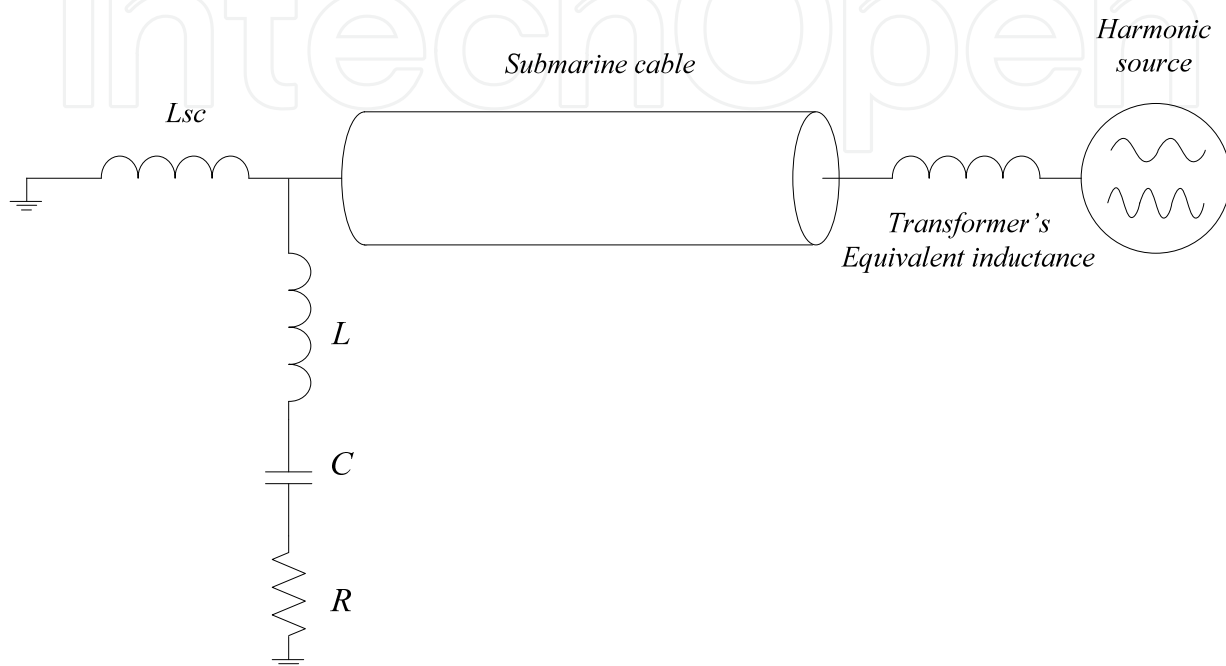 IntechOpen
Harmonic
source
Submarine cable
Lsc
Transformer's
Equivalent inductance
L
C
R